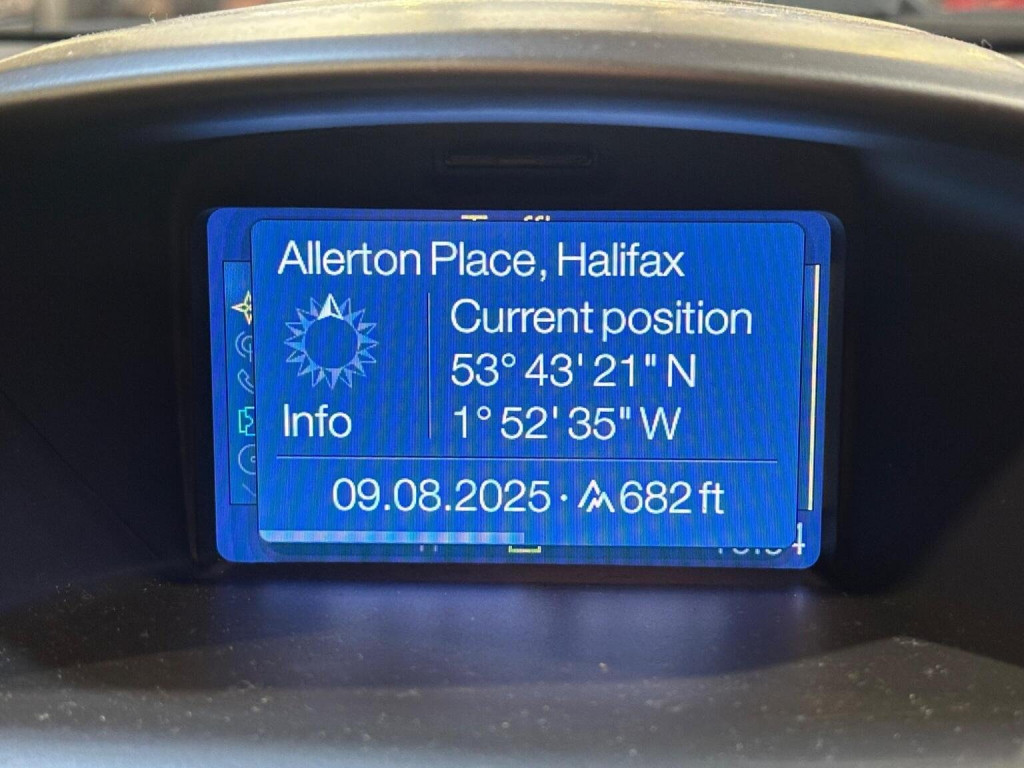 Allerton Place, Halifax
Current position
53° 43' 21" N
1° 52' 35" W
Info
09.08.2025 · 682 ft